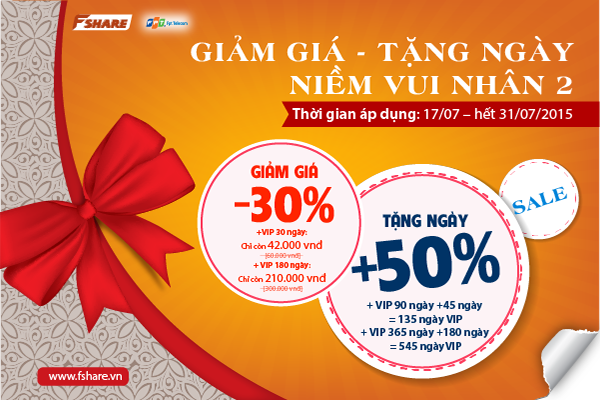 FSHARE
FPT Fpt Telecom
GIẢM GIÁ - TẶNG NGÀY
NIỀM VUI NHÂN 2
Thời gian áp dụng: 17/07 – hết 31/07/2015
GIẢM GIÁ
-30%
+VIP 30 ngày:
Chỉ còn 42.000 vnđ
(60.000 vnđ)
+ VIP 180 ngày:
Chỉ còn 210.000 vnđ
(300.000 vnđ)
TẶNG NGÀY
+50%
+ VIP 90 ngày +45 ngày
= 135 ngày VIP
+ VIP 365 ngày +180 ngày
= 545 ngày VIP
SALE
www.fshare.vn